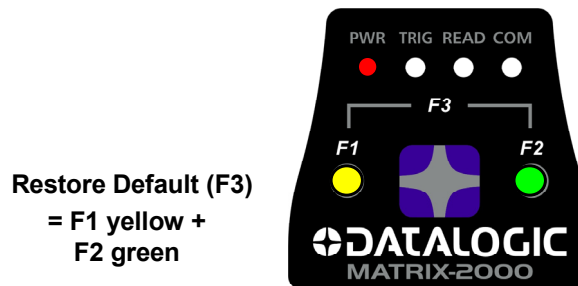 PWR TRIG READ COM
F3
F1 F2
Restore Default (F3)
= F1 yellow +
F2 green
DATALOGIC
MATRIX-2000